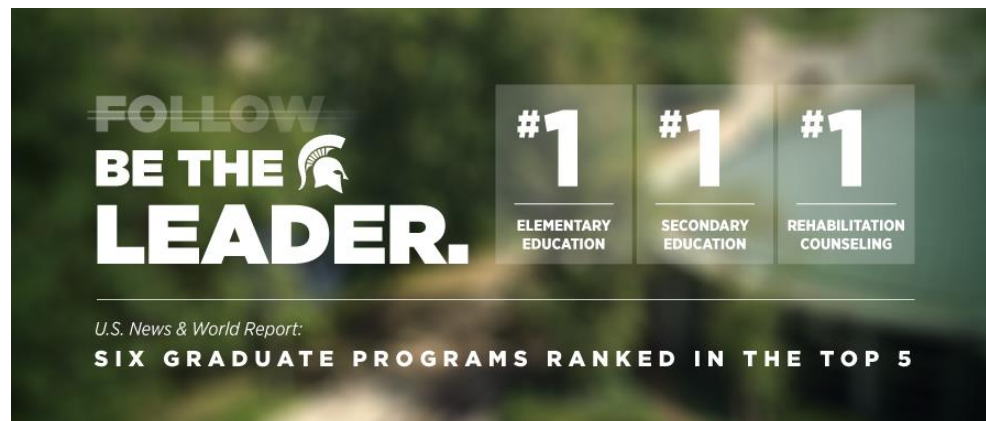 FOLLOW
BE THE
LEADER.
#1
ELEMENTARY
EDUCATION
#1
SECONDARY
EDUCATION
#1
REHABILITATION
COUNSELING
U.S. News & World Report:
SIX GRADUATE PROGRAMS RANKED IN THE TOP 5